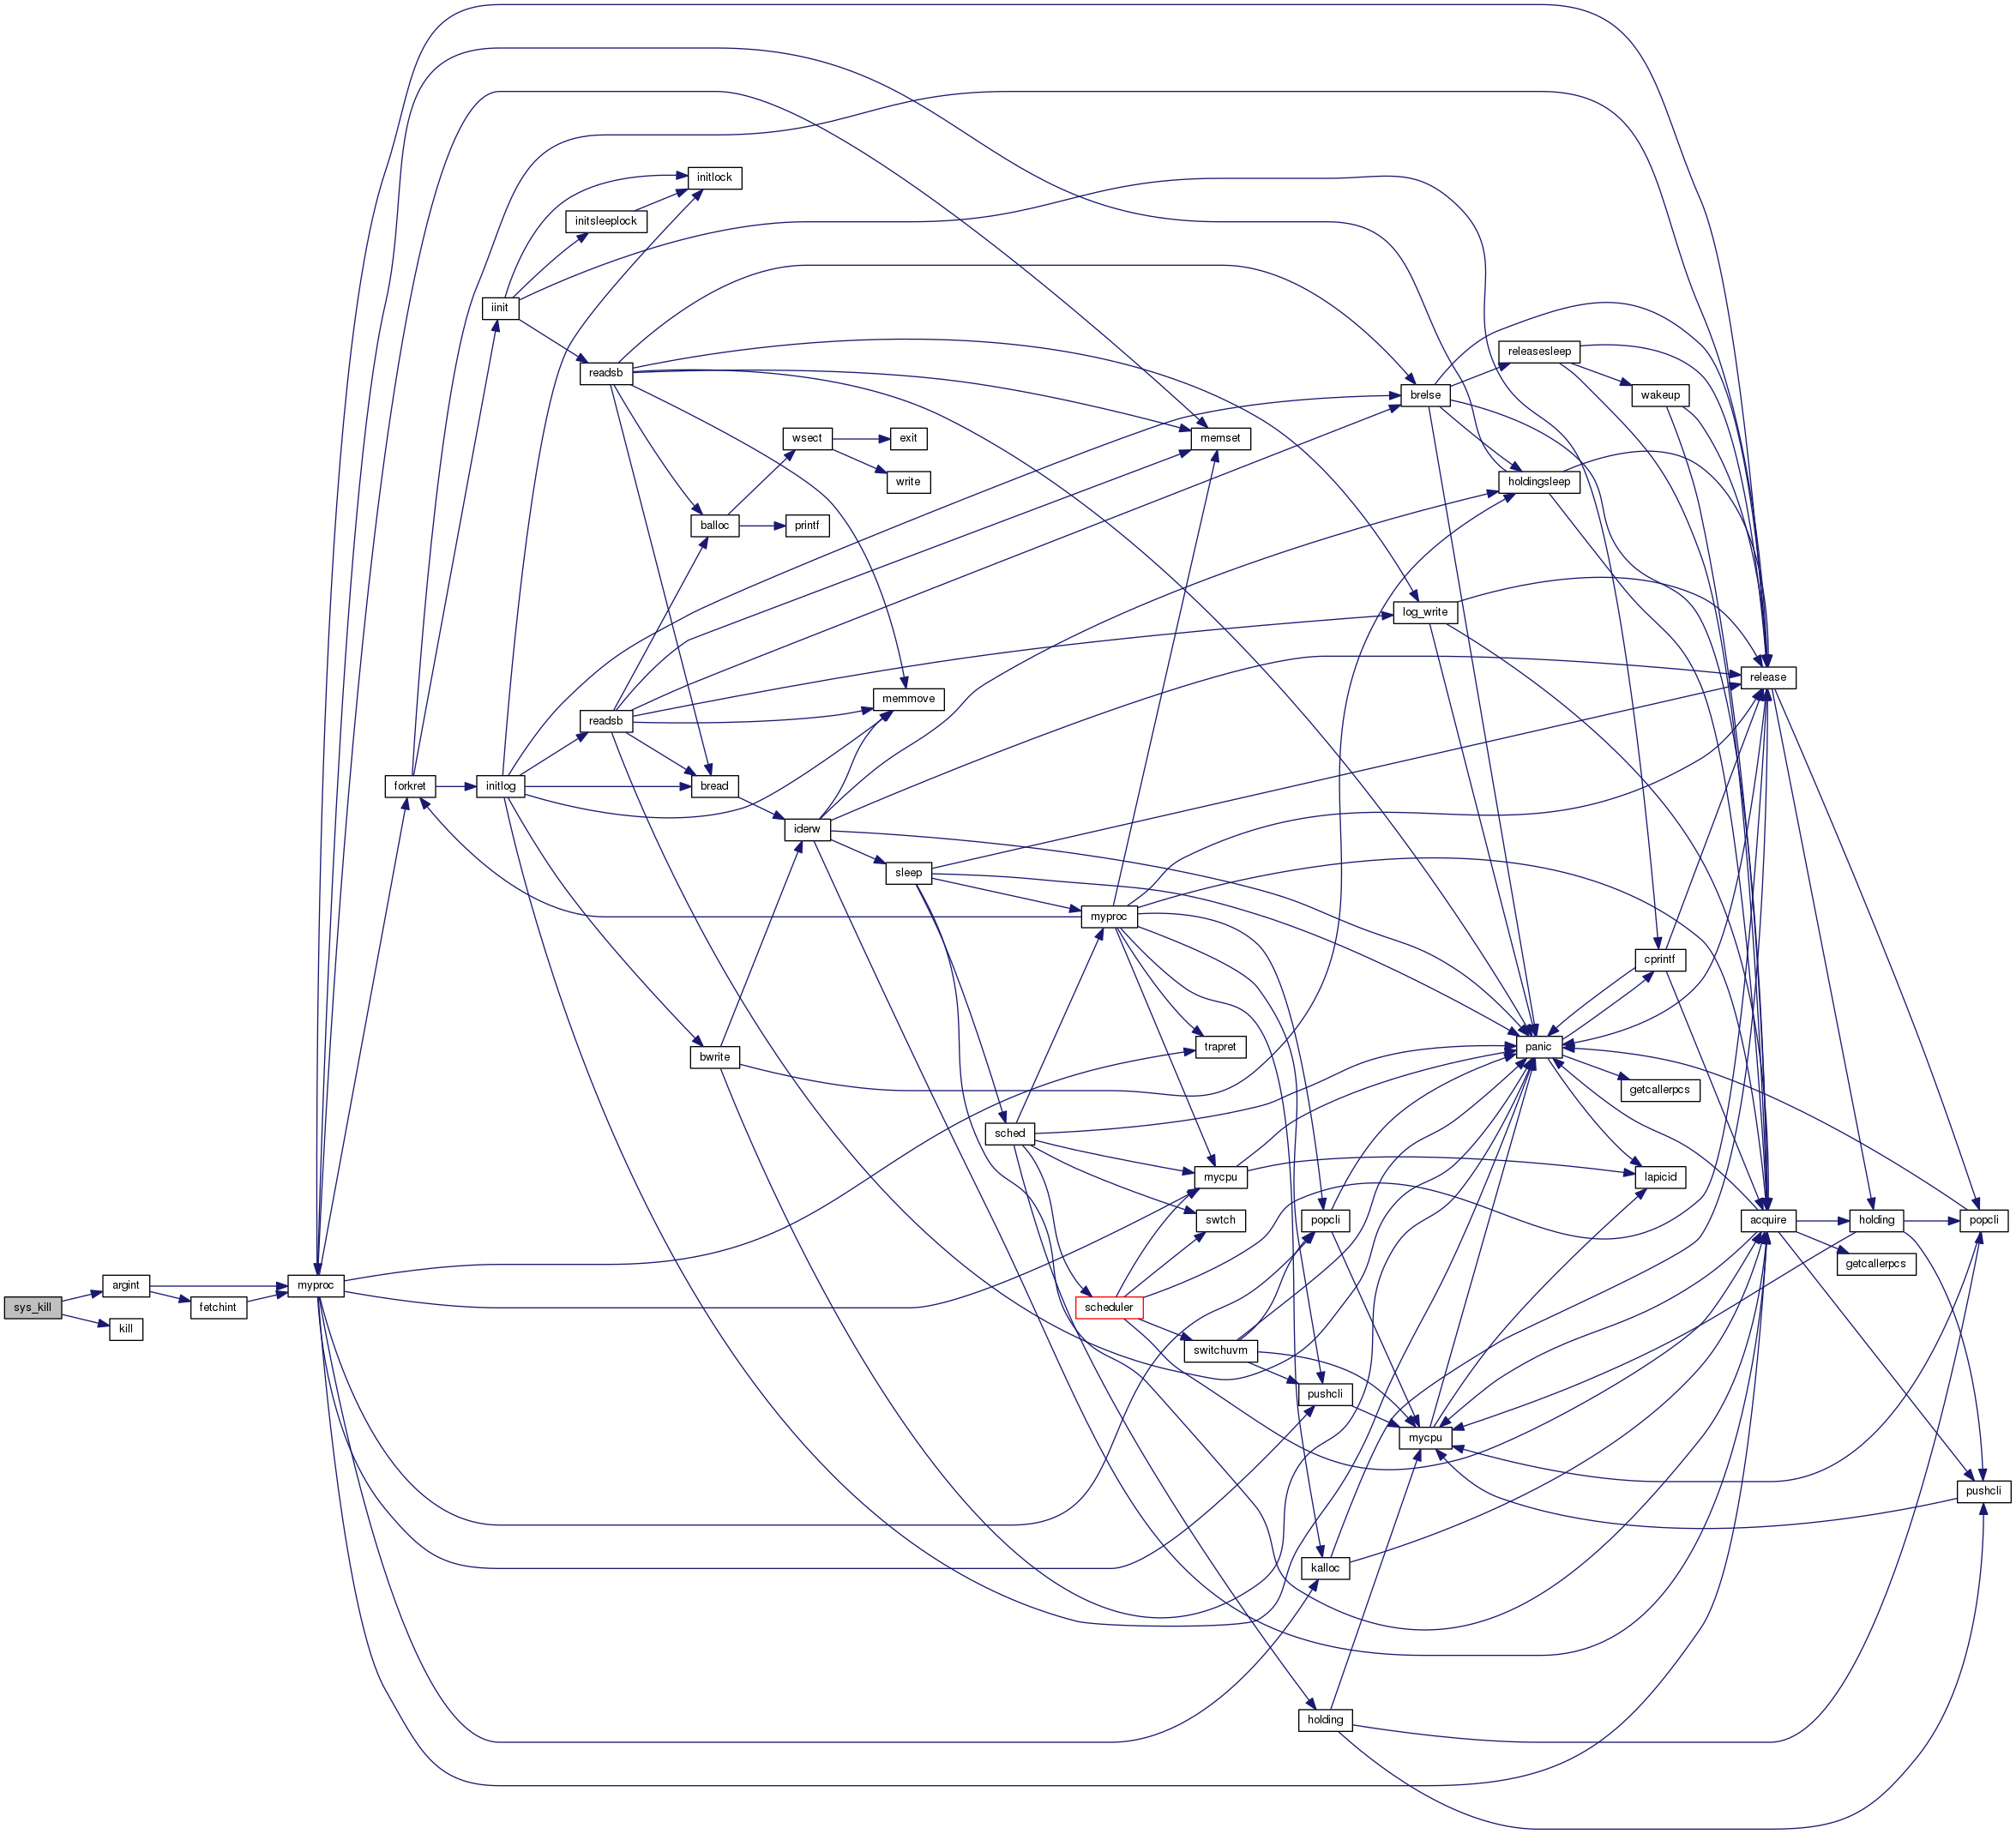 initlock
initsleeplock
iinit
releasesleep
readsb
brelse
wakeup
wsect
exit
memset
write
holdingsleep
balloc
printf
log_write
release
memmove
readsb
forkret
initlog
bread
iderw
sleep
myproc
cprintf
bwrite
trapret
panic
getcallerpcs
sched
mycpu
lapicid
swtch
popcli
acquire
holding
popcli
getcallerpcs
argint
myproc
sys_kill
fetchint
scheduler
kill
switchuvm
pushcli
mycpu
pushcli
kalloc
holding